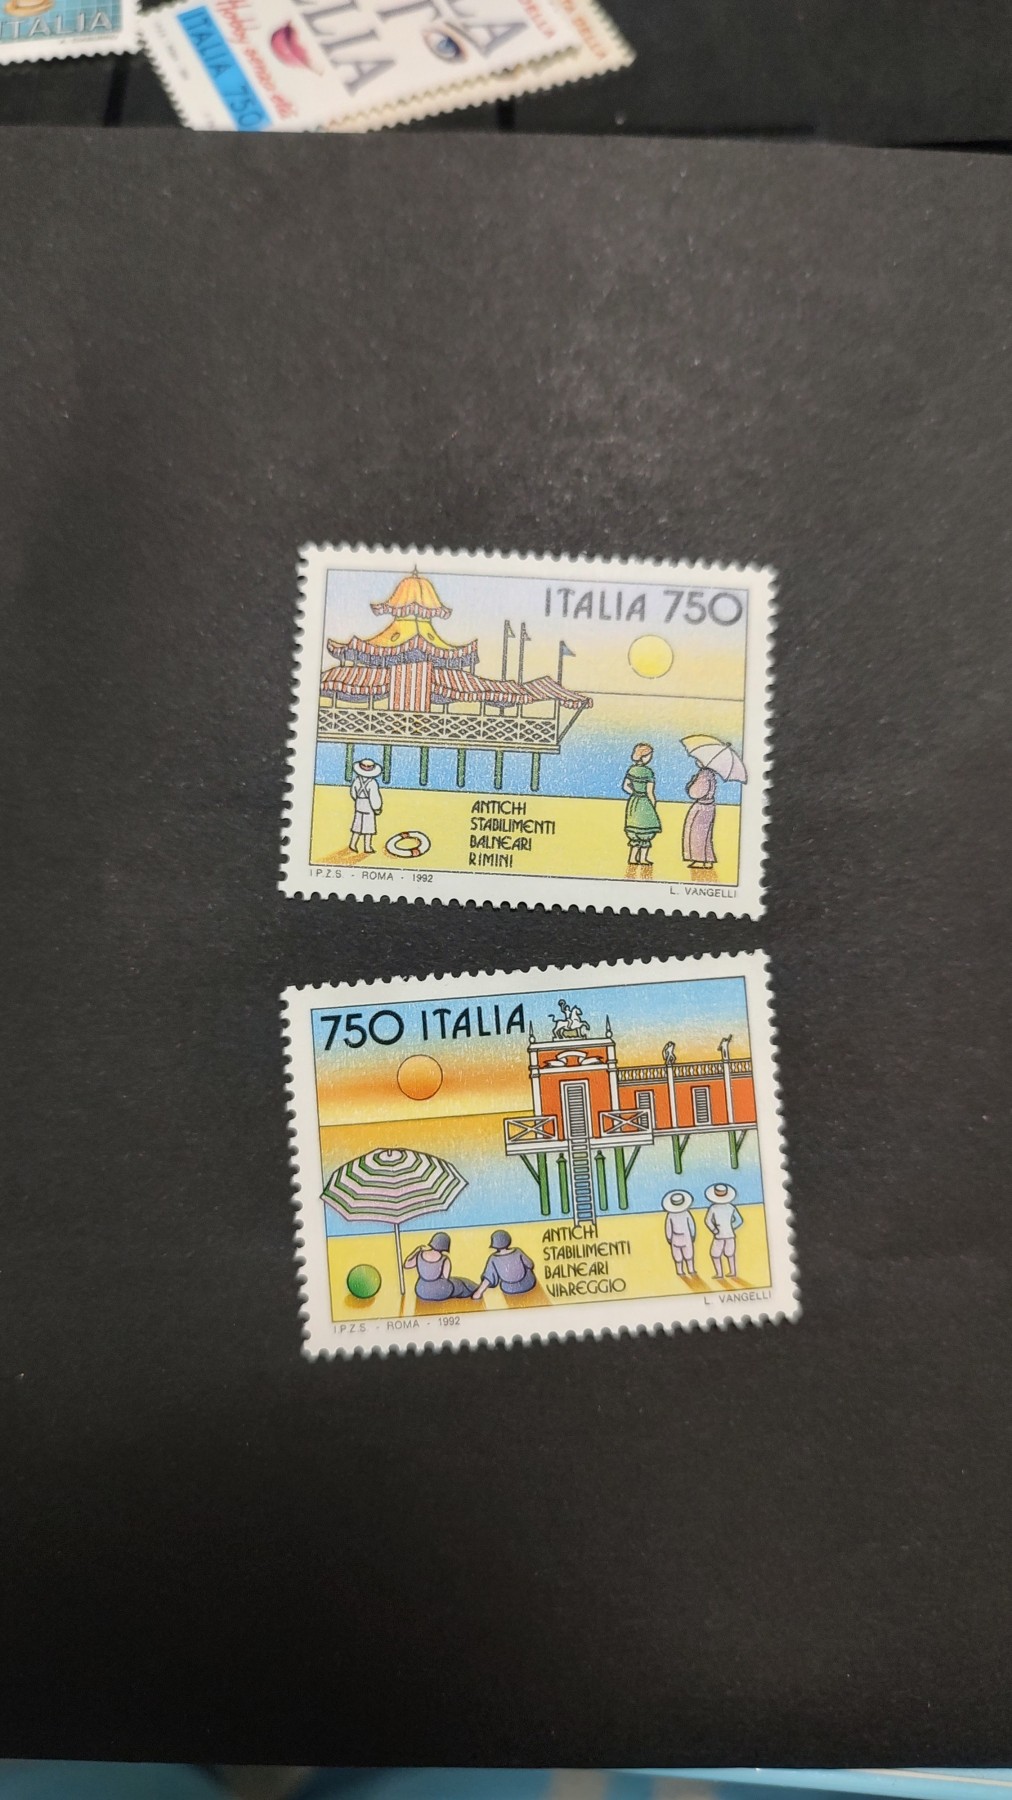 ITALIA
ITALIA 750
Hobby
ITALIA 750
ANTICHI
STABILIMENTI
BALNEARI
RIMINI
I.P.Z.S. - ROMA - 1992
L. VANGELLI
750 ITALIA
ANTICHI
STABILIMENTI
BALNEARI
VIAREGGIO
I.P.Z.S. - ROMA - 1992
L. VANGELLI